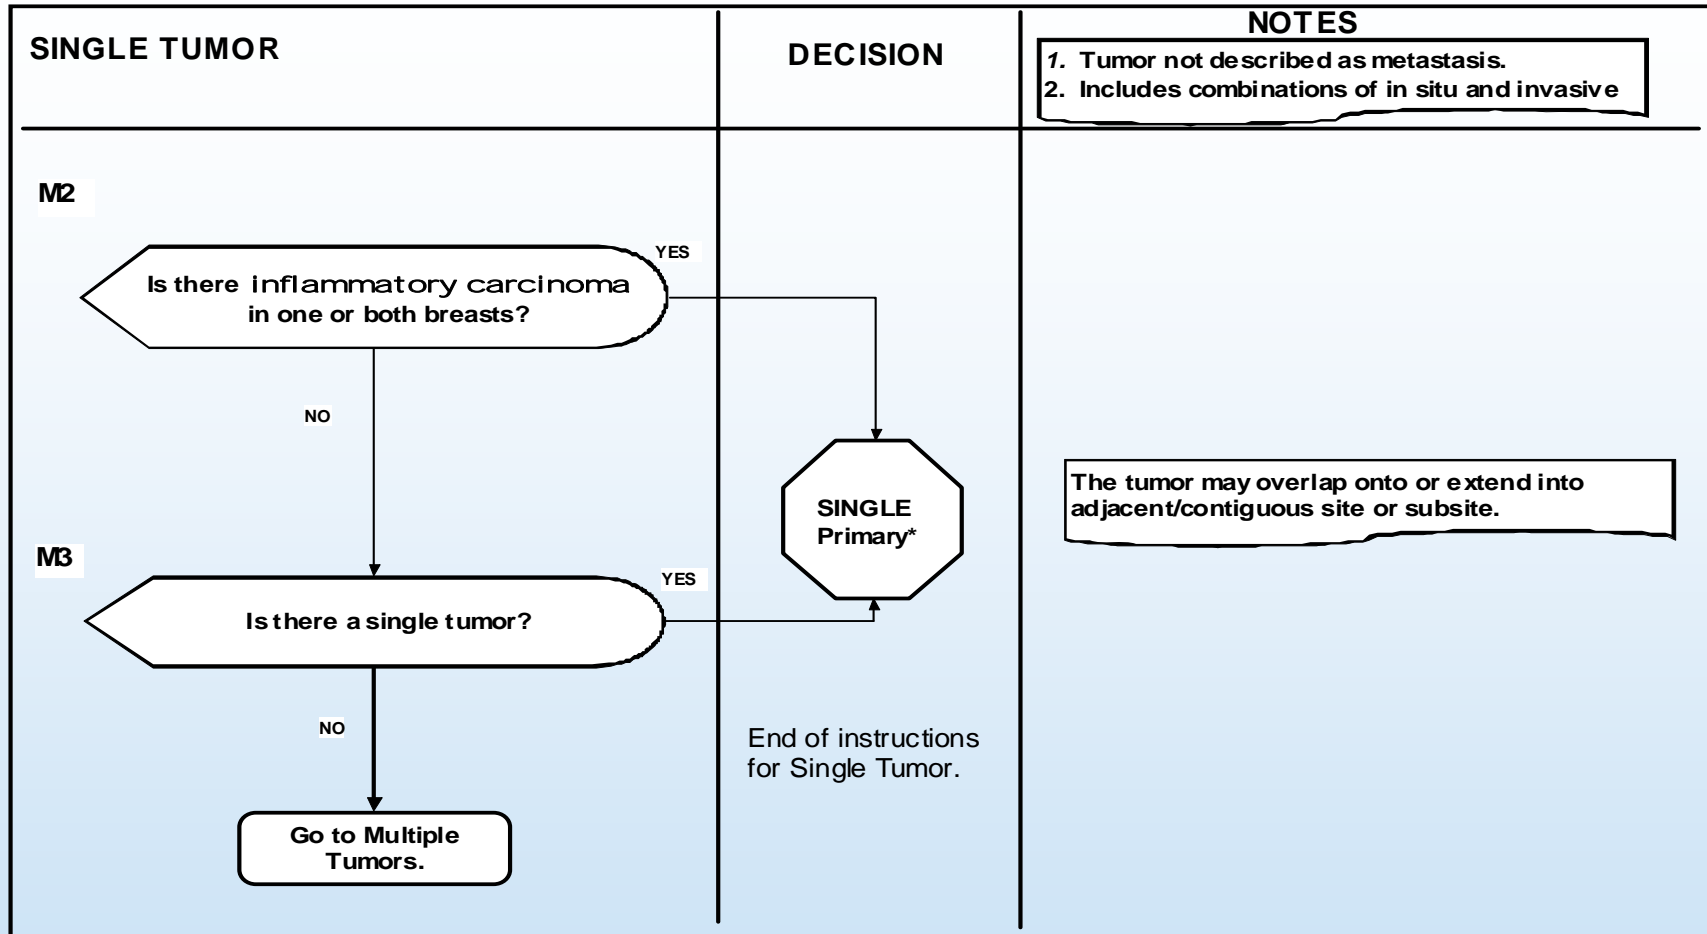 SINGLE TUMOR
DECISION
NOTES
1. Tumor not described as metastasis.
2. Includes combinations of in situ and invasive
M2
Is there inflammatory carcinoma
in one or both breasts?
YES
NO
SINGLE
Primary*
The tumor may overlap onto or extend into
adjacent/contiguous site or subsite.
M3
Is there a single tumor?
YES
NO
End of instructions
for Single Tumor.
Go to Multiple
Tumors.